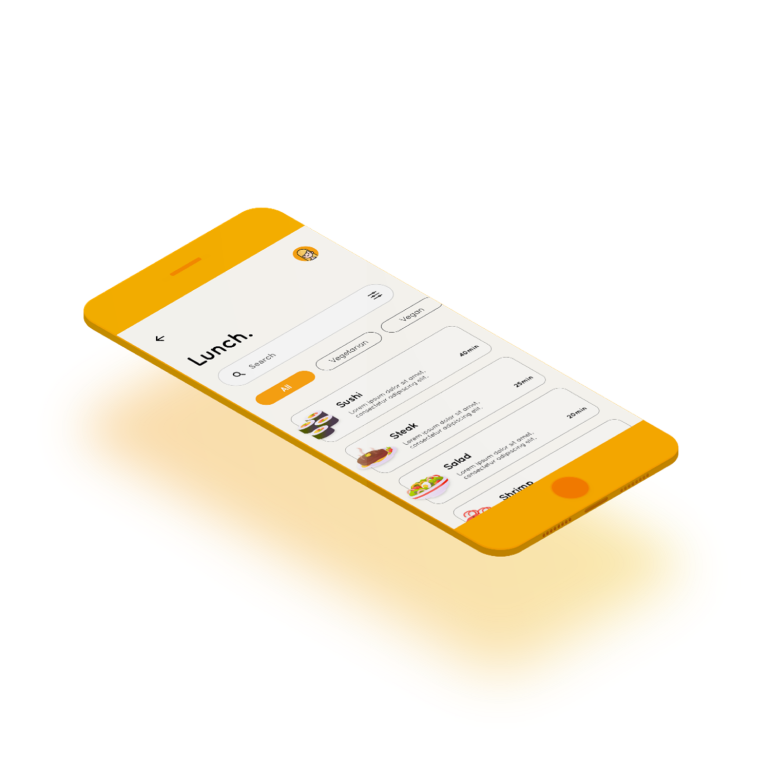 Lunch.
Search
All
Vegetarian
Vegan
Sushi
Lorem ipsum dolor sit amet,
consectetur adipiscing elit.
40min
Steak
Lorem ipsum dolor sit amet,
consectetur adipiscing elit.
25min
Salad
Lorem ipsum dolor sit amet,
consectetur adipiscing elit.
20min
Shrimp